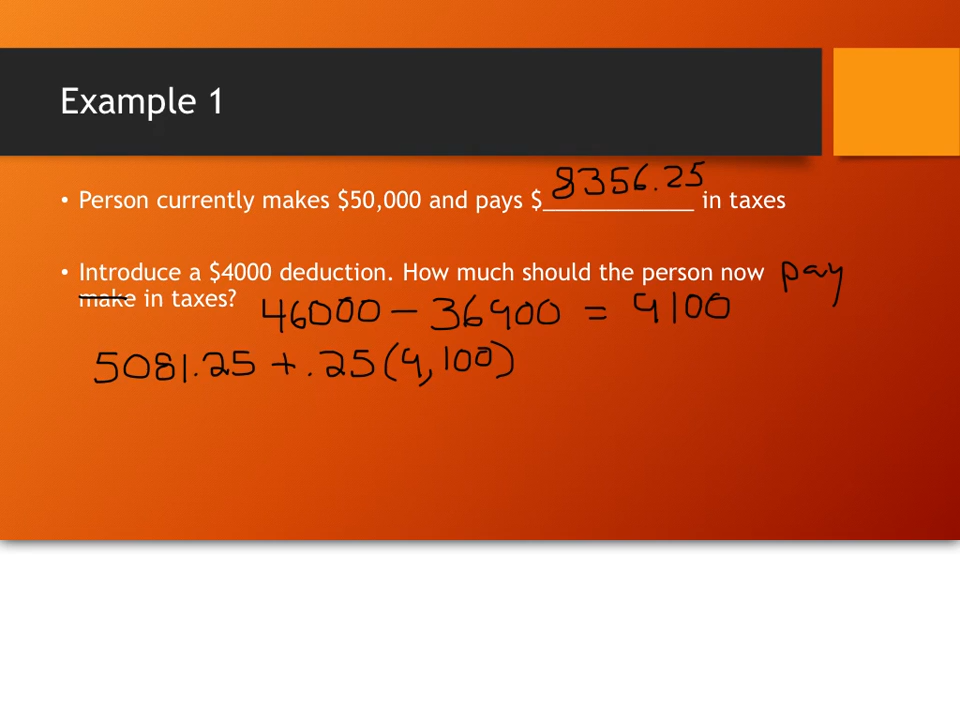 Example 1
8356.25
• Person currently makes $50,000 and pays $____________ in taxes
• Introduce a $4000 deduction. How much should the person now pay
make in taxes?
46000 - 36900 = 9100
5081.25 + .25(9,100)